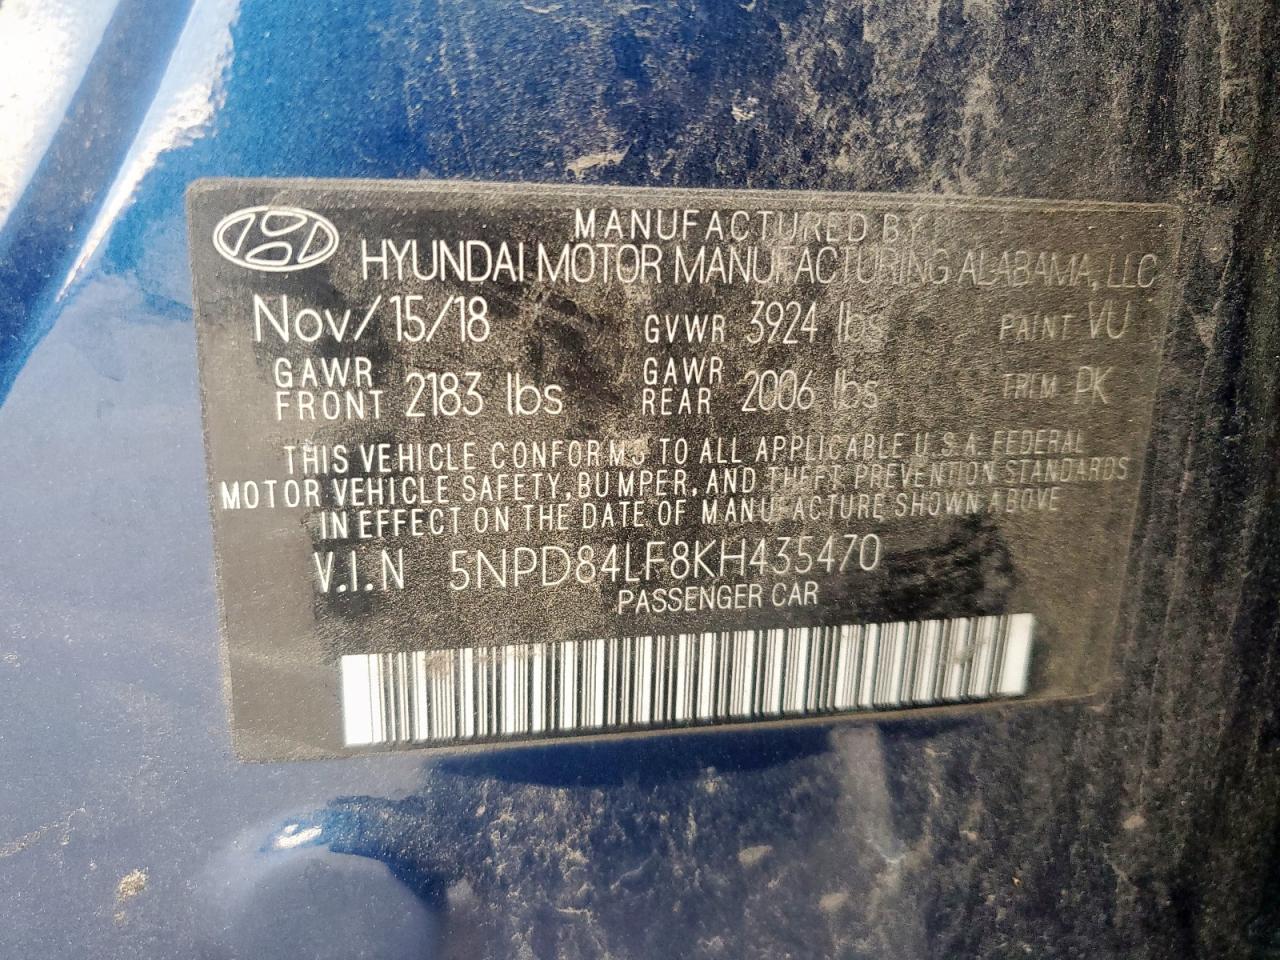 MANUFACTURED BY
HYUNDAI MOTOR MANUFACTURING ALABAMA, LLC
Nov/15/18 GVWR 3924 lbs PAINT VU
GAWR FRONT 2183 lbs GAWR REAR 2006 lbs TRIM PK
THIS VEHICLE CONFORMS TO ALL APPLICABLE U.S.A. FEDERAL
MOTOR VEHICLE SAFETY, BUMPER, AND THEFT PREVENTION STANDARDS
IN EFFECT ON THE DATE OF MANUFACTURE SHOWN ABOVE
V.I.N 5NPD84LF8KH435470
PASSENGER CAR